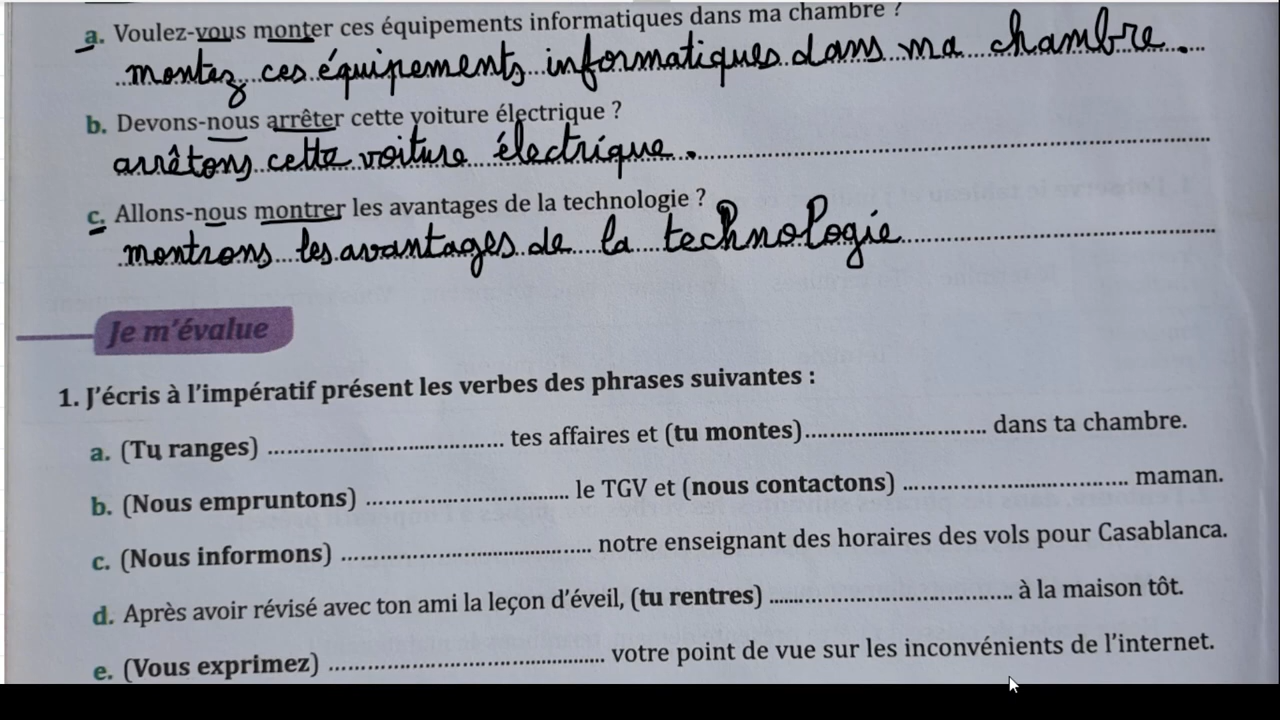 a. Voulez-vous monter ces équipements informatiques dans ma chambre ?
montez ces équipements informatiques dans ma chambre.
b. Devons-nous arrêter cette voiture électrique ?
arrêtons cette voiture électrique.
c. Allons-nous montrer les avantages de la technologie ?
montrons les avantages de la technologie
Je m'évalue
1. J'écris à l'impératif présent les verbes des phrases suivantes :
a. (Tu ranges) ................................ tes affaires et (tu montes)................................ dans ta chambre.
b. (Nous empruntons) ................................ le TGV et (nous contactons) ................................ maman.
c. (Nous informons) ................................ notre enseignant des horaires des vols pour Casablanca.
d. Après avoir révisé avec ton ami la leçon d'éveil, (tu rentres) ................................ à la maison tôt.
e. (Vous exprimez) ................................ votre point de vue sur les inconvénients de l'internet.